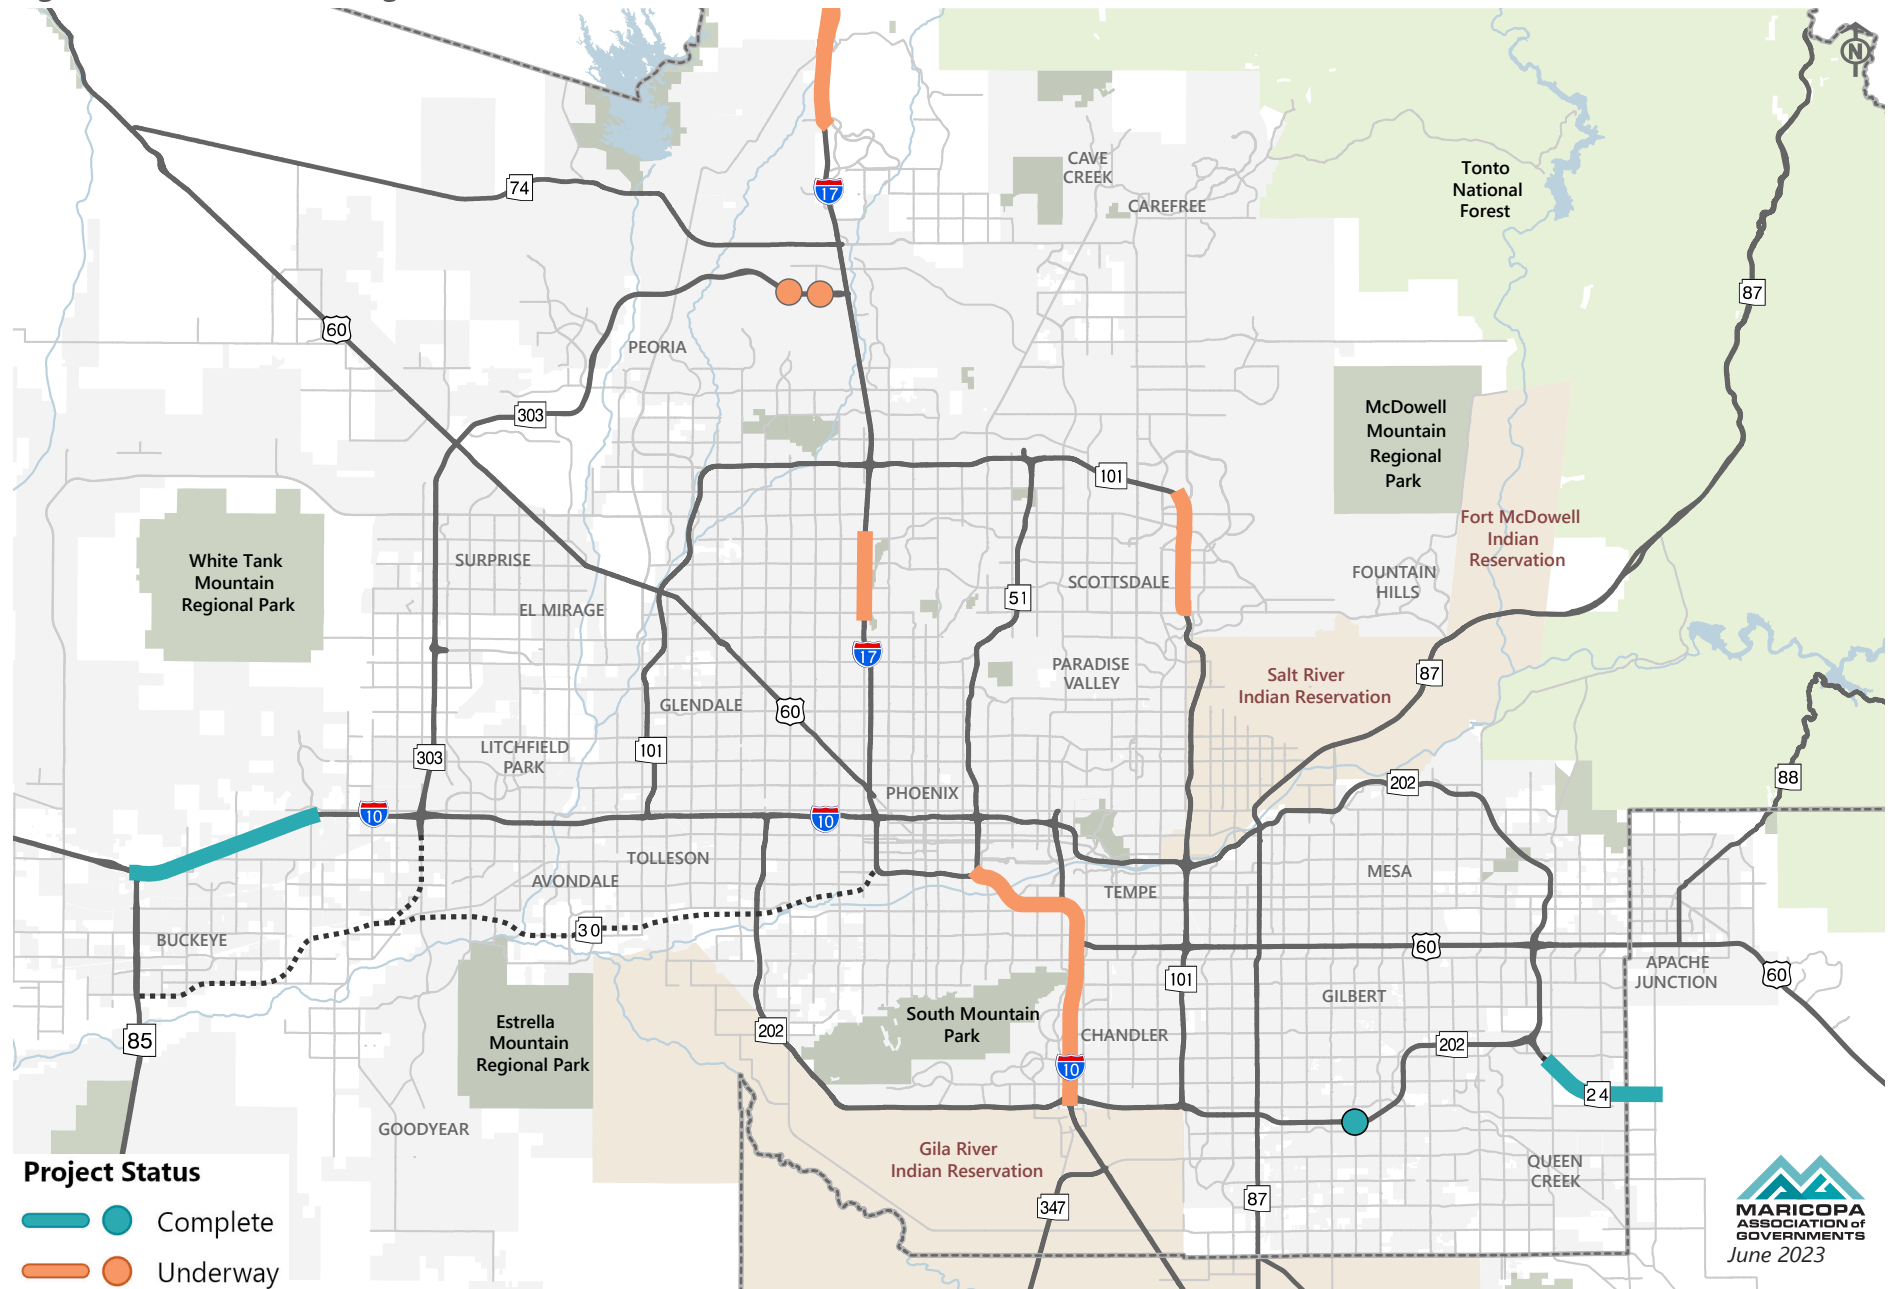 17
CAVE
CREEK
Tonto
National
Forest
74
CAREFREE
87
60
PEORIA
303
McDowell
Mountain
Regional
Park
101
Fort McDowell
Indian
Reservation
White Tank
Mountain
Regional Park
SURPRISE
EL MIRAGE
51
SCOTTSDALE
FOUNTAIN
HILLS
17
PARADISE
VALLEY
Salt River
Indian Reservation
87
GLENDALE
60
303
LITCHFIELD
PARK
101
PHOENIX
202
88
10
10
TOLLESON
AVONDALE
TEMPE
MESA
BUCKEYE
30
60
APACHE
JUNCTION
60
101
GILBERT
85
Estrella
Mountain
Regional Park
202
South Mountain
Park
CHANDLER
202
10
24
GOODYEAR
Gila River
Indian Reservation
QUEEN
CREEK
347
87
Project Status
Complete
Underway
N
MARICOPA
ASSOCIATION of
GOVERNMENTS
June 2023